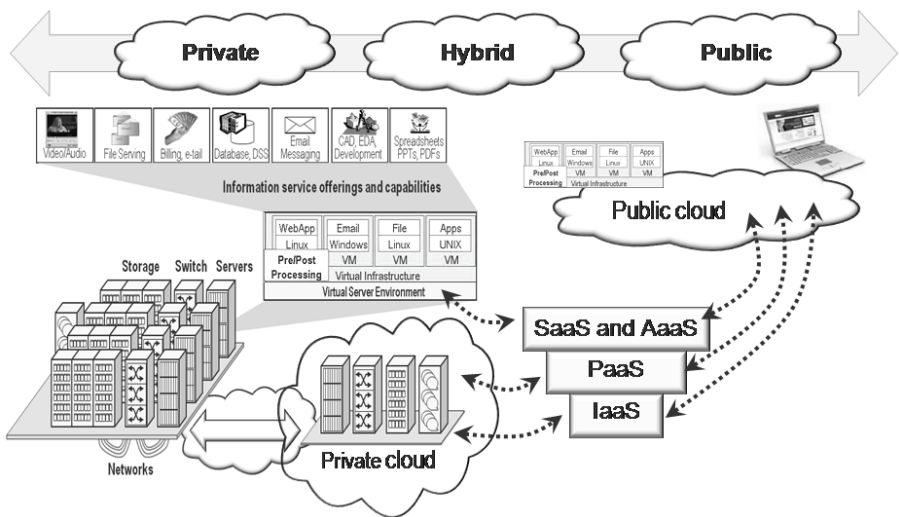 Private
Hybrid
Public
Video/Audio
File Serving
Billing, e-tail
Database, DSS
Email
Messaging
CAD, EDA,
Development
Spreadsheets
PPTs, PDFs
Information service offerings and capabilities
WebApp
Email
File
Apps
Linux
Windows
Linux
UNIX
Pre/Post
Processing
VM
VM
VM
Virtual Infrastructure
Virtual Server Environment
WebApp
Email
File
Apps
Linux
Windows
Linux
UNIX
Pre/Post
Processing
VM
VM
VM
Virtual Infrastructure
Public cloud
Storage
Switch
Servers
Networks
Private cloud
SaaS and AaaS
PaaS
IaaS